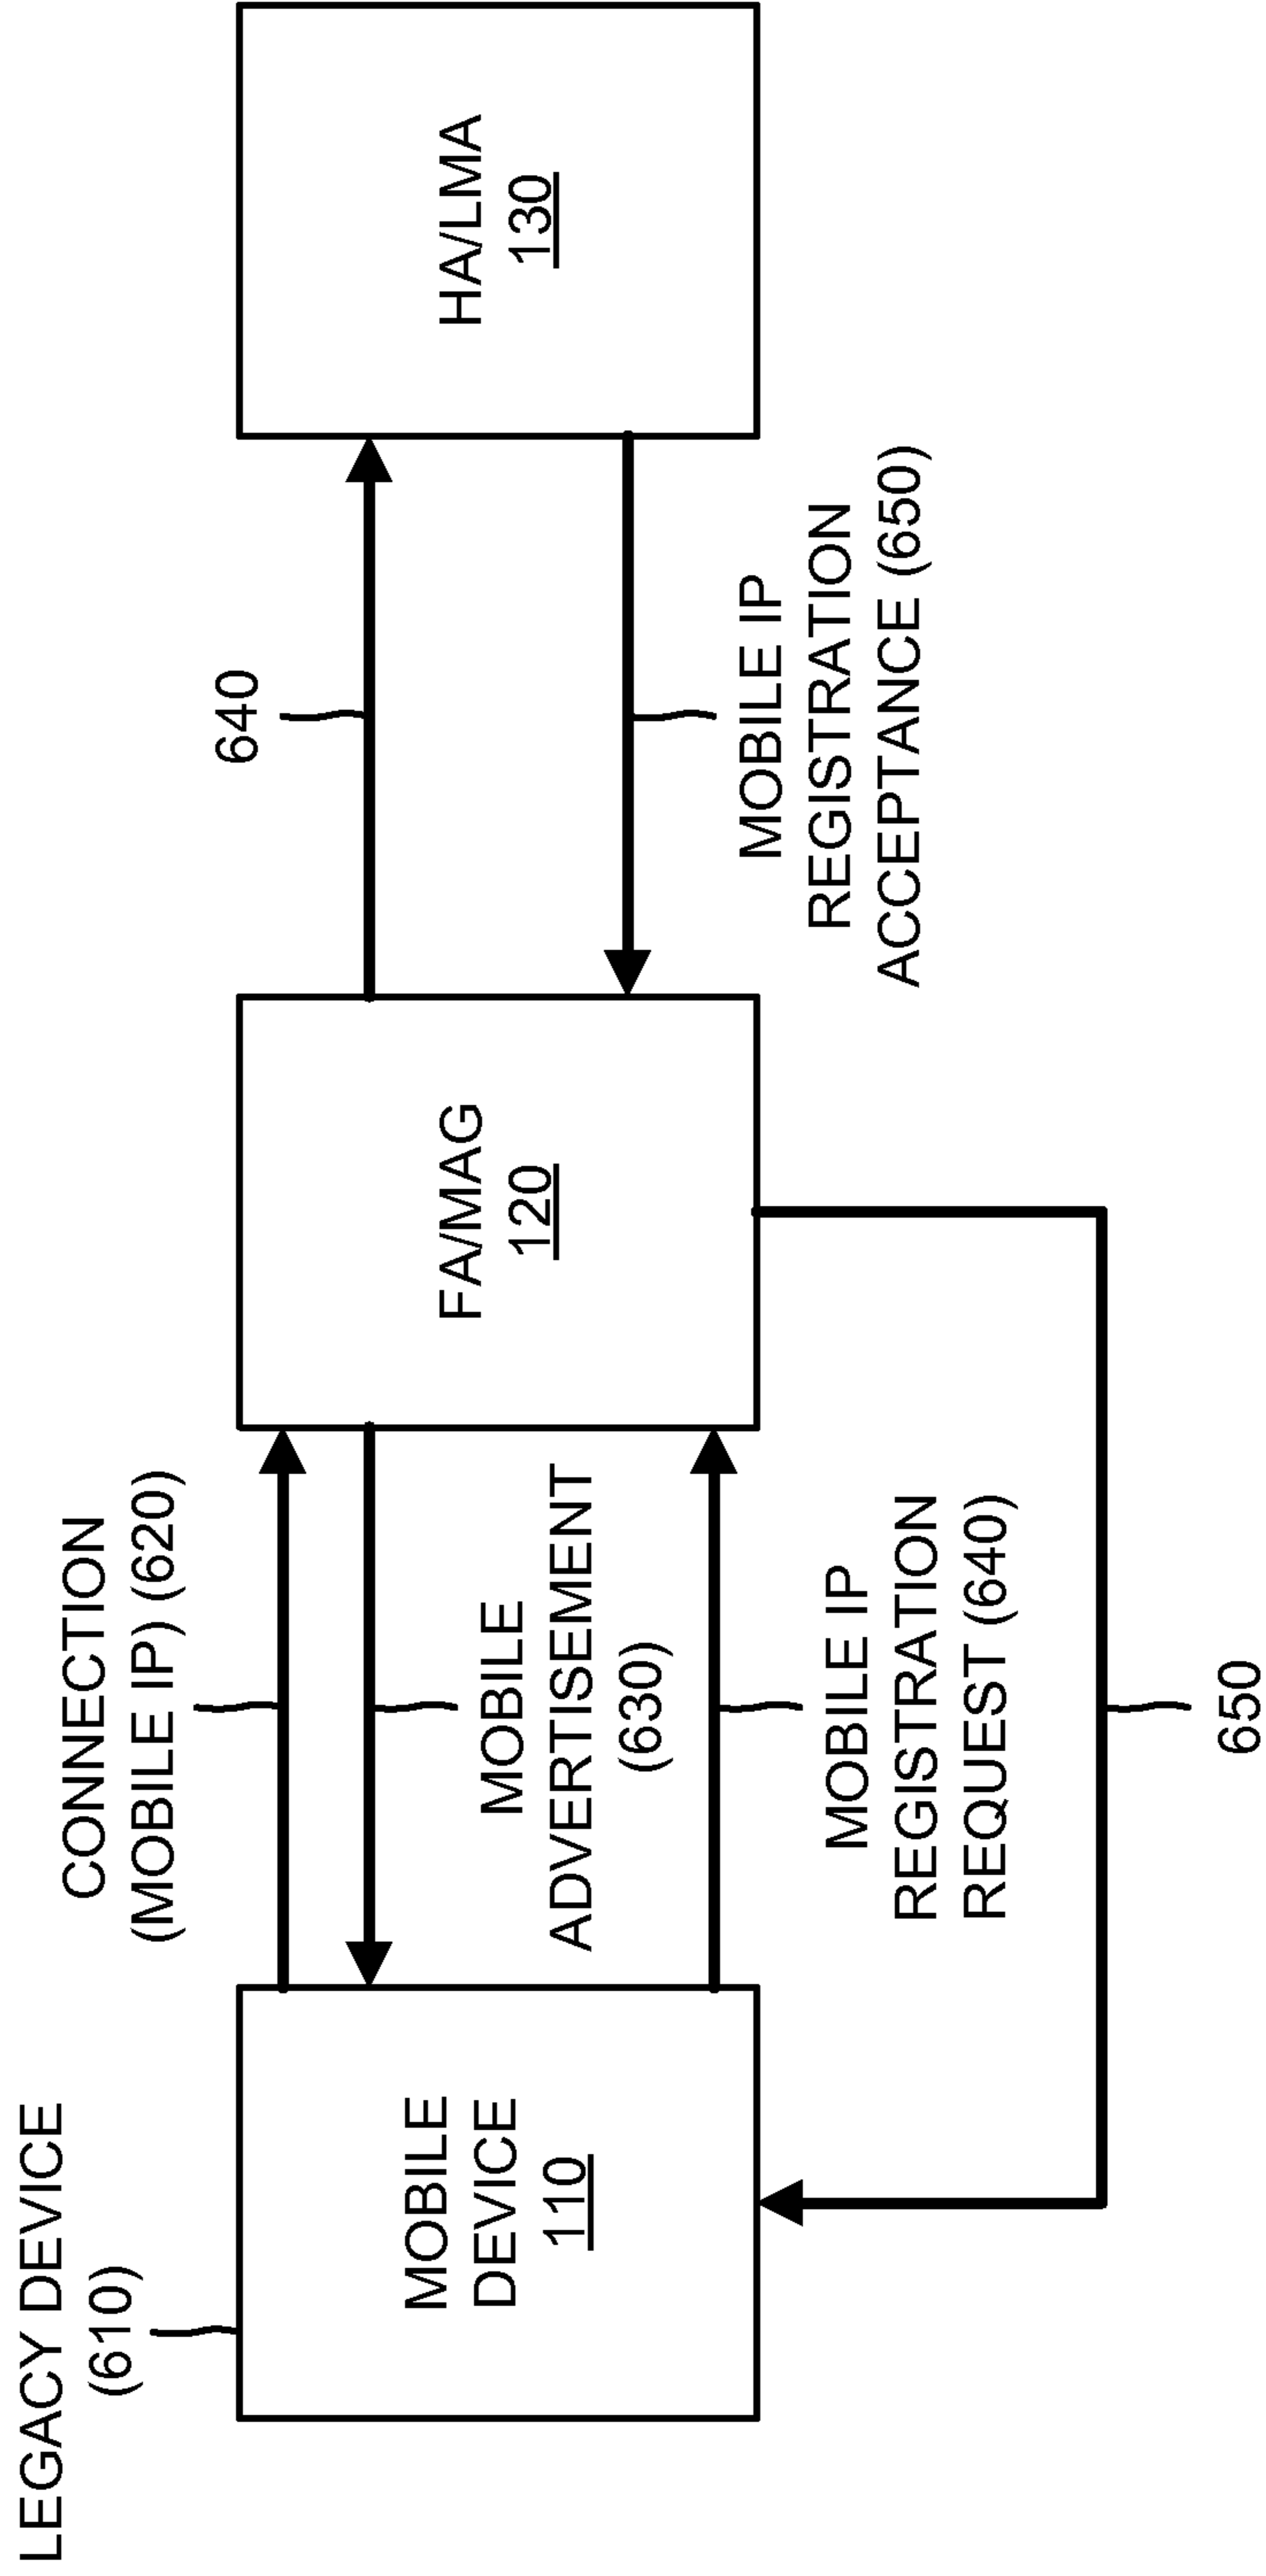 LEGACY DEVICE
(610)
MOBILE
DEVICE
110
CONNECTION
(MOBILE IP) (620)
MOBILE
ADVERTISEMENT
(630)
MOBILE IP
REGISTRATION
REQUEST (640)
650
FA/MAG
120
640
MOBILE IP
REGISTRATION
ACCEPTANCE (650)
HA/LMA
130